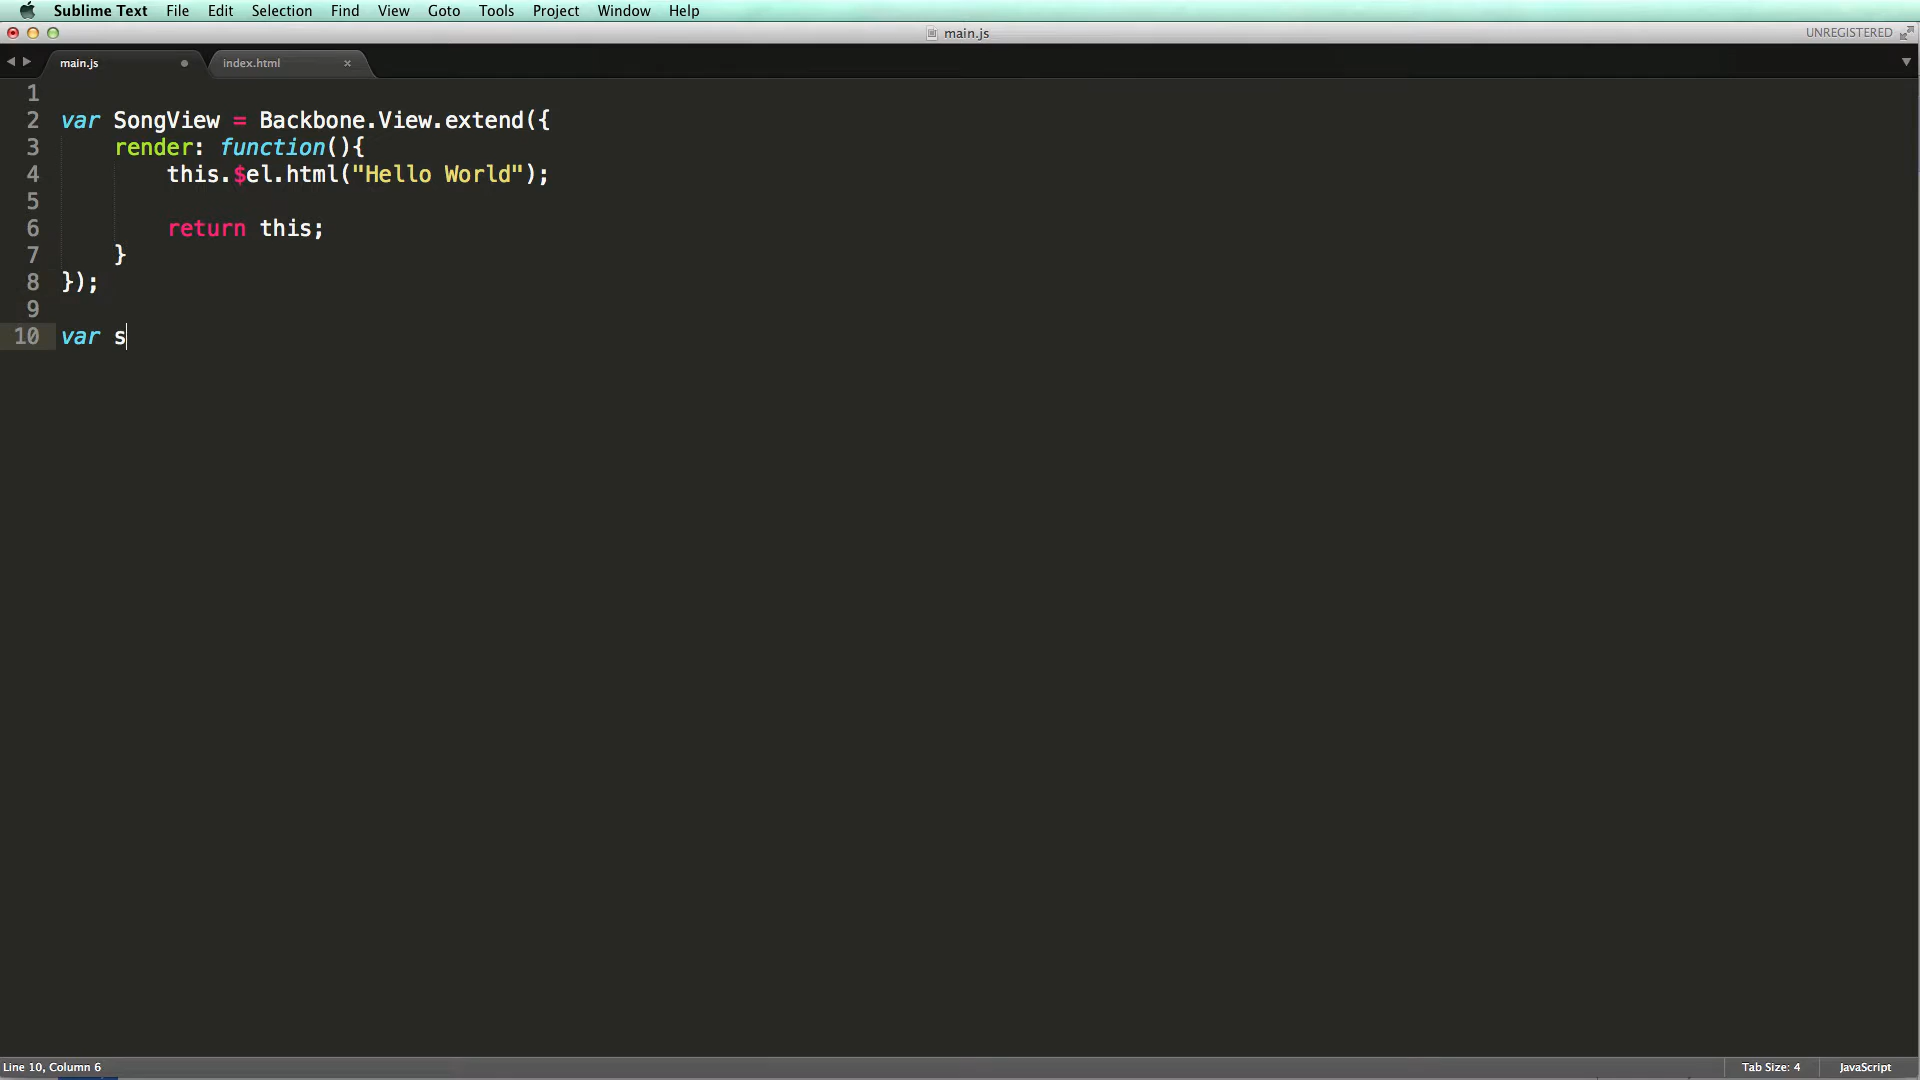 Sublime Text File Edit Selection Find View Goto Tools Project Window Help
main.js UNREGISTERED
main.js index.html
1
2 var SongView = Backbone.View.extend({
3 render: function(){
4 this.$el.html("Hello World");
5
6 return this;
7 }
8 });
9
10 var s
Line 10, Column 6 Tab Size: 4 JavaScript